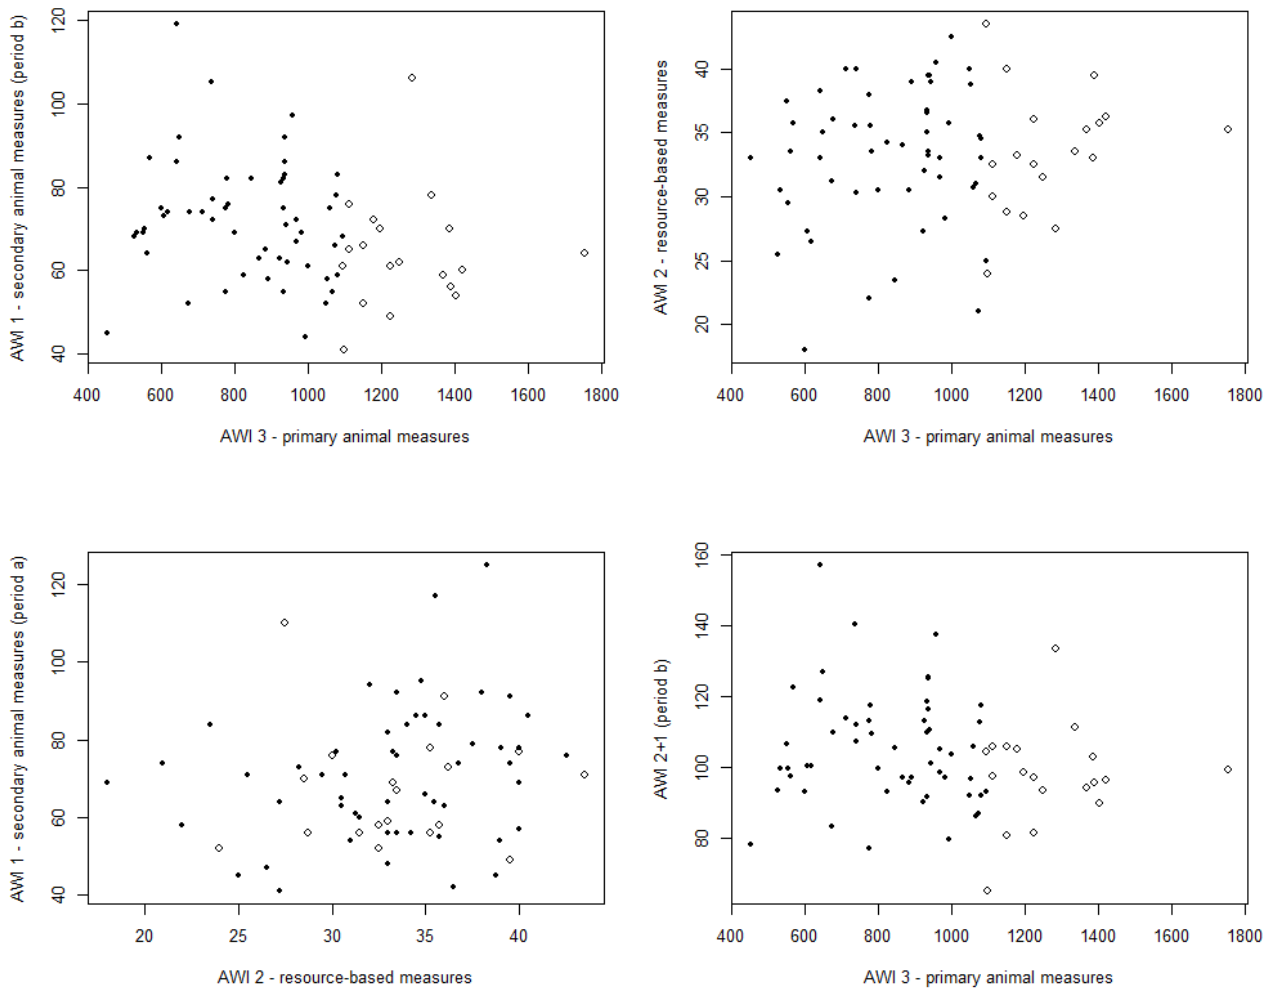 AWI 1 - secondary animal measures (period b)
120
100
80
60
40
400 600 800 1000 1200 1400 1600 1800
AWI 3 - primary animal measures
AWI 2 - resource-based measures
40
35
30
25
20
400 600 800 1000 1200 1400 1600 1800
AWI 3 - primary animal measures
AWI 1 - secondary animal measures (period a)
120
100
80
60
40
20 25 30 35 40
AWI 2 - resource-based measures
AWI 2+1 (period b)
160
140
120
100
80
400 600 800 1000 1200 1400 1600 1800
AWI 3 - primary animal measures